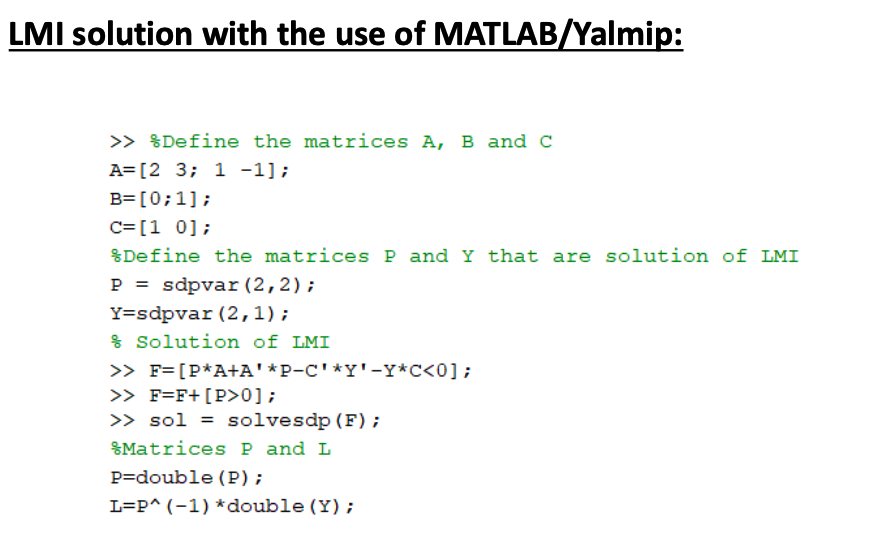 LMI solution with the use of MATLAB/Yalmip:
>> %Define the matrices A, B and C
A=[2 3; 1 -1];
B=[0;1];
C=[1 0];
%Define the matrices P and Y that are solution of LMI
P = sdpvar(2,2);
Y=sdpvar(2,1);
% Solution of LMI
>> F=[P*A+A'*P-C'*Y'-Y*C<0];
>> F=F+[P>0];
>> sol = solvesdp(F);
%Matrices P and L
P=double(P);
L=P^(-1)*double(Y);